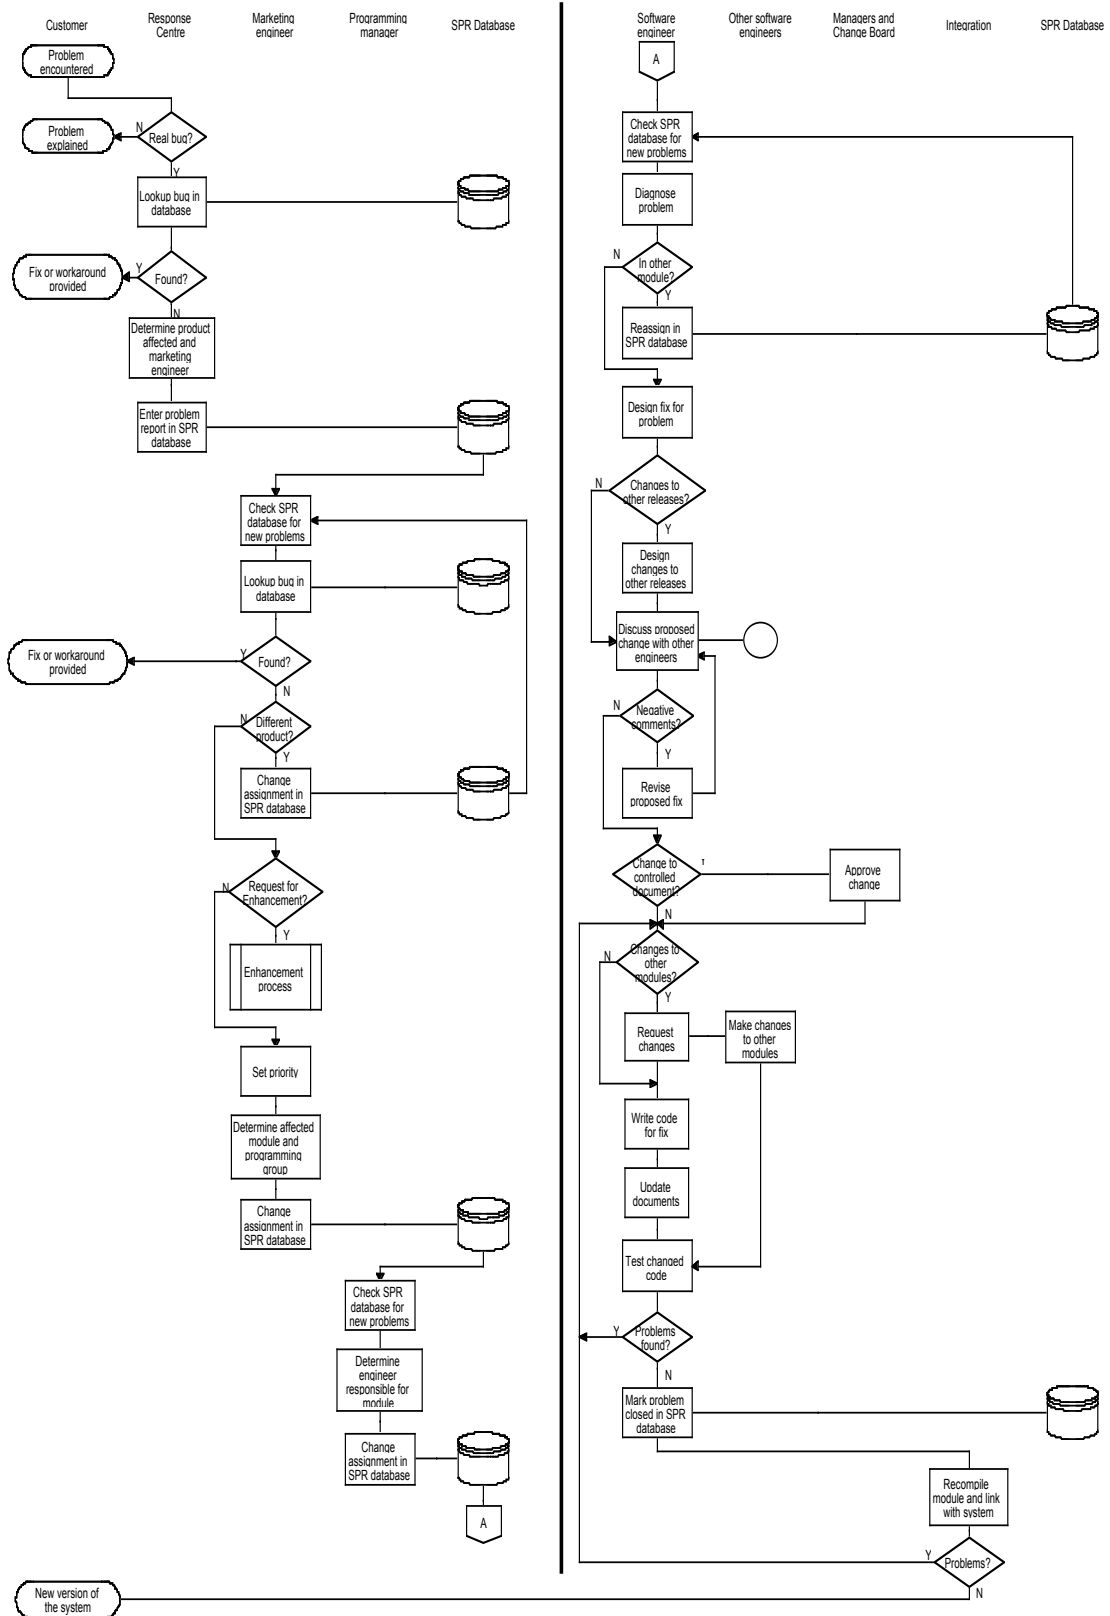 Customer
Response
Centre
Marketing
engineer
Programming
manager
SPR Database
Problem
encountered
Real bug?
N
Y
Problem
explained
Lookup bug in
database
Found?
Y
N
Fix or workaround
provided
Determine product
affected and
marketing
engineer
Enter problem
report in SPR
database
Check SPR
database for
new problems
Lookup bug in
database
Found?
Y
N
Fix or workaround
provided
Different
product?
N
Y
Change
assignment in
SPR database
Request for
Enhancement?
N
Y
Enhancement
process
Set priority
Determine affected
module and
programming
group
Change
assignment in
SPR database
Check SPR
database for
new problems
Determine
engineer
responsible for
module
Change
assignment in
SPR database
A
New version of
the system
Software
engineer
Other software
engineers
Managers and
Change Board
Integration
SPR Database
A
Check SPR
database for
new problems
Diagnose
problem
In other
module?
N
Y
Reassign in
SPR database
Design fix for
problem
Changes to
other releases?
N
Y
Design
changes to
other releases
Discuss proposed
change with other
engineers
Negative
comments?
N
Y
Revise
proposed fix
Change to
controlled
document?
N
Approve
change
Changes to
other
modules?
N
Y
Request
changes
Make changes
to other
modules
Write code
for fix
Update
documents
Test changed
code
Problems
found?
Y
N
Mark problem
closed in SPR
database
Recompile
module and link
with system
Problems?
Y
N